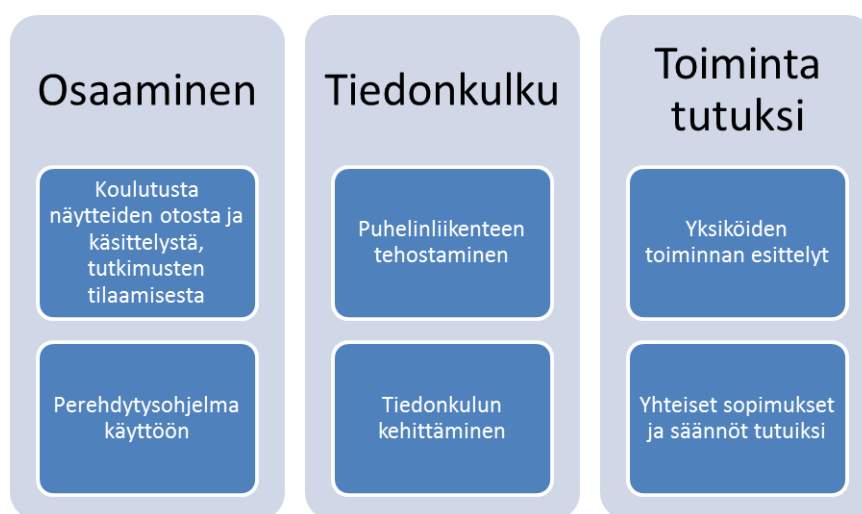 Osaaminen
Koulutusta
näytteiden otosta ja
käsittelystä,
tutkimusten
tilaamisesta
Perehdytysohjelma
käyttöön
Tiedonkulku
Puhelinliikenteen
tehostaminen
Tiedonkulun
kehittäminen
Toiminta
tutuksi
Yksiköiden
toiminnan esittelyt
Yhteiset sopimukset
ja säännöt tutuiksi